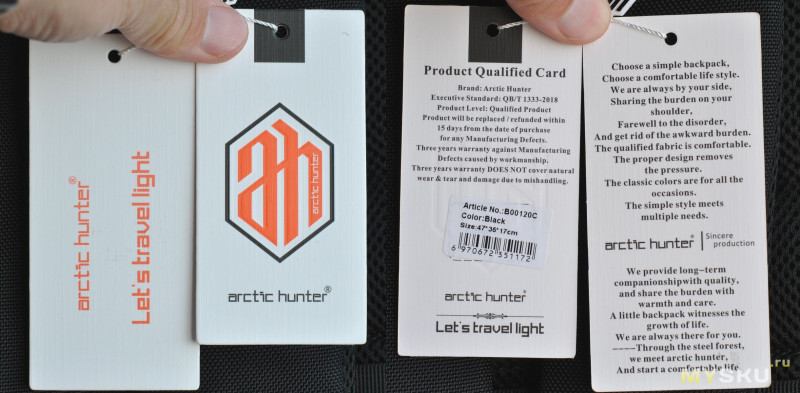 arctic hunter®
Let's travel light
ah
arctic hunter
arctic hunter®
Product Qualified Card
Brand: Arctic Hunter
Executive Standard: QB/T 1333-2018
Product Level: Qualified Product
Product will be replaced / refunded within
15 days from the date of purchase
for any Manufacturing Defects.
Three years warranty against Manufacturing
Defects caused by workmanship.
Three years warranty DOES NOT cover natural
wear & tear and damage due to mishandling.
Article No.:B00120C
Color:Black
Size:47*36*17cm
6 970672 351172
arctic hunter®
Let's travel light
Choose a simple backpack,
Choose a comfortable life style.
We are always by your side,
Sharing the burden on your
shoulder,
Farewell to the disorder,
And get rid of the awkward burden.
The qualified fabric is comfortable.
The proper design removes
the pressure.
The classic colors are for all the
occasions.
The simple style meets
multiple needs.
arctic hunter® | Sincere
production
We provide long-term
companionshipwith quality,
and share the burden with
warmth and care.
A little backpack witnesses the
growth of life.
We are always there for you.
----Through the steel forest,
we meet arctic hunter,
And start a comfortable life.
MYSKU.ru